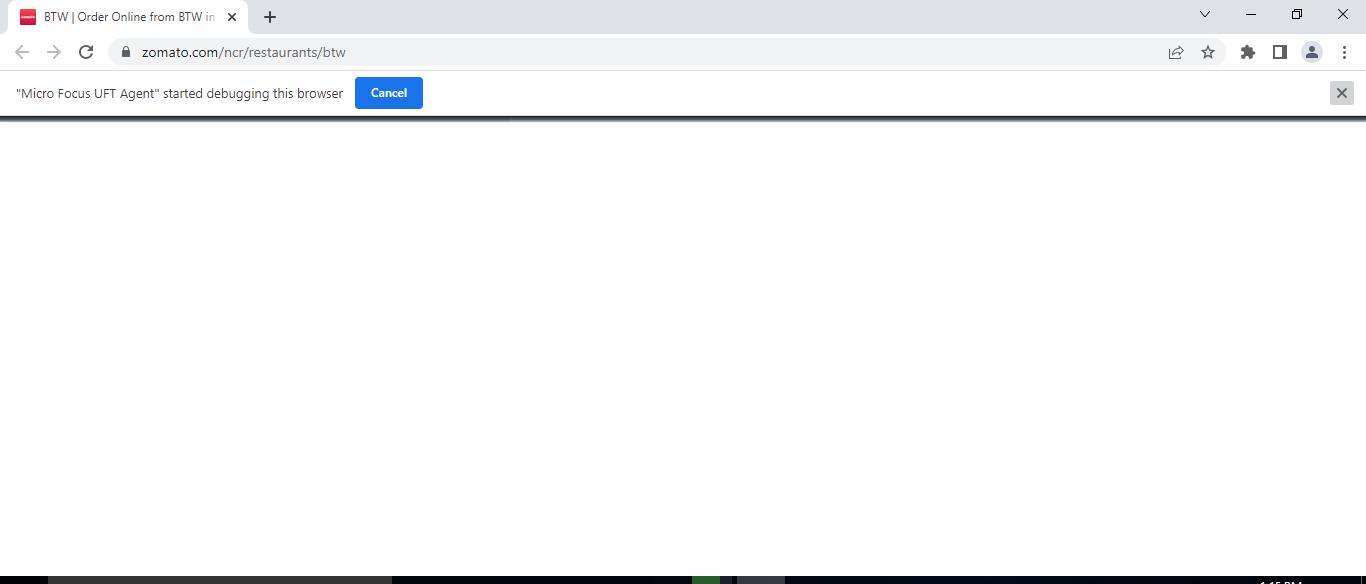 BTW | Order Online from BTW in
zomato.com/ncr/restaurants/btw
"Micro Focus UFT Agent" started debugging this browser
Cancel